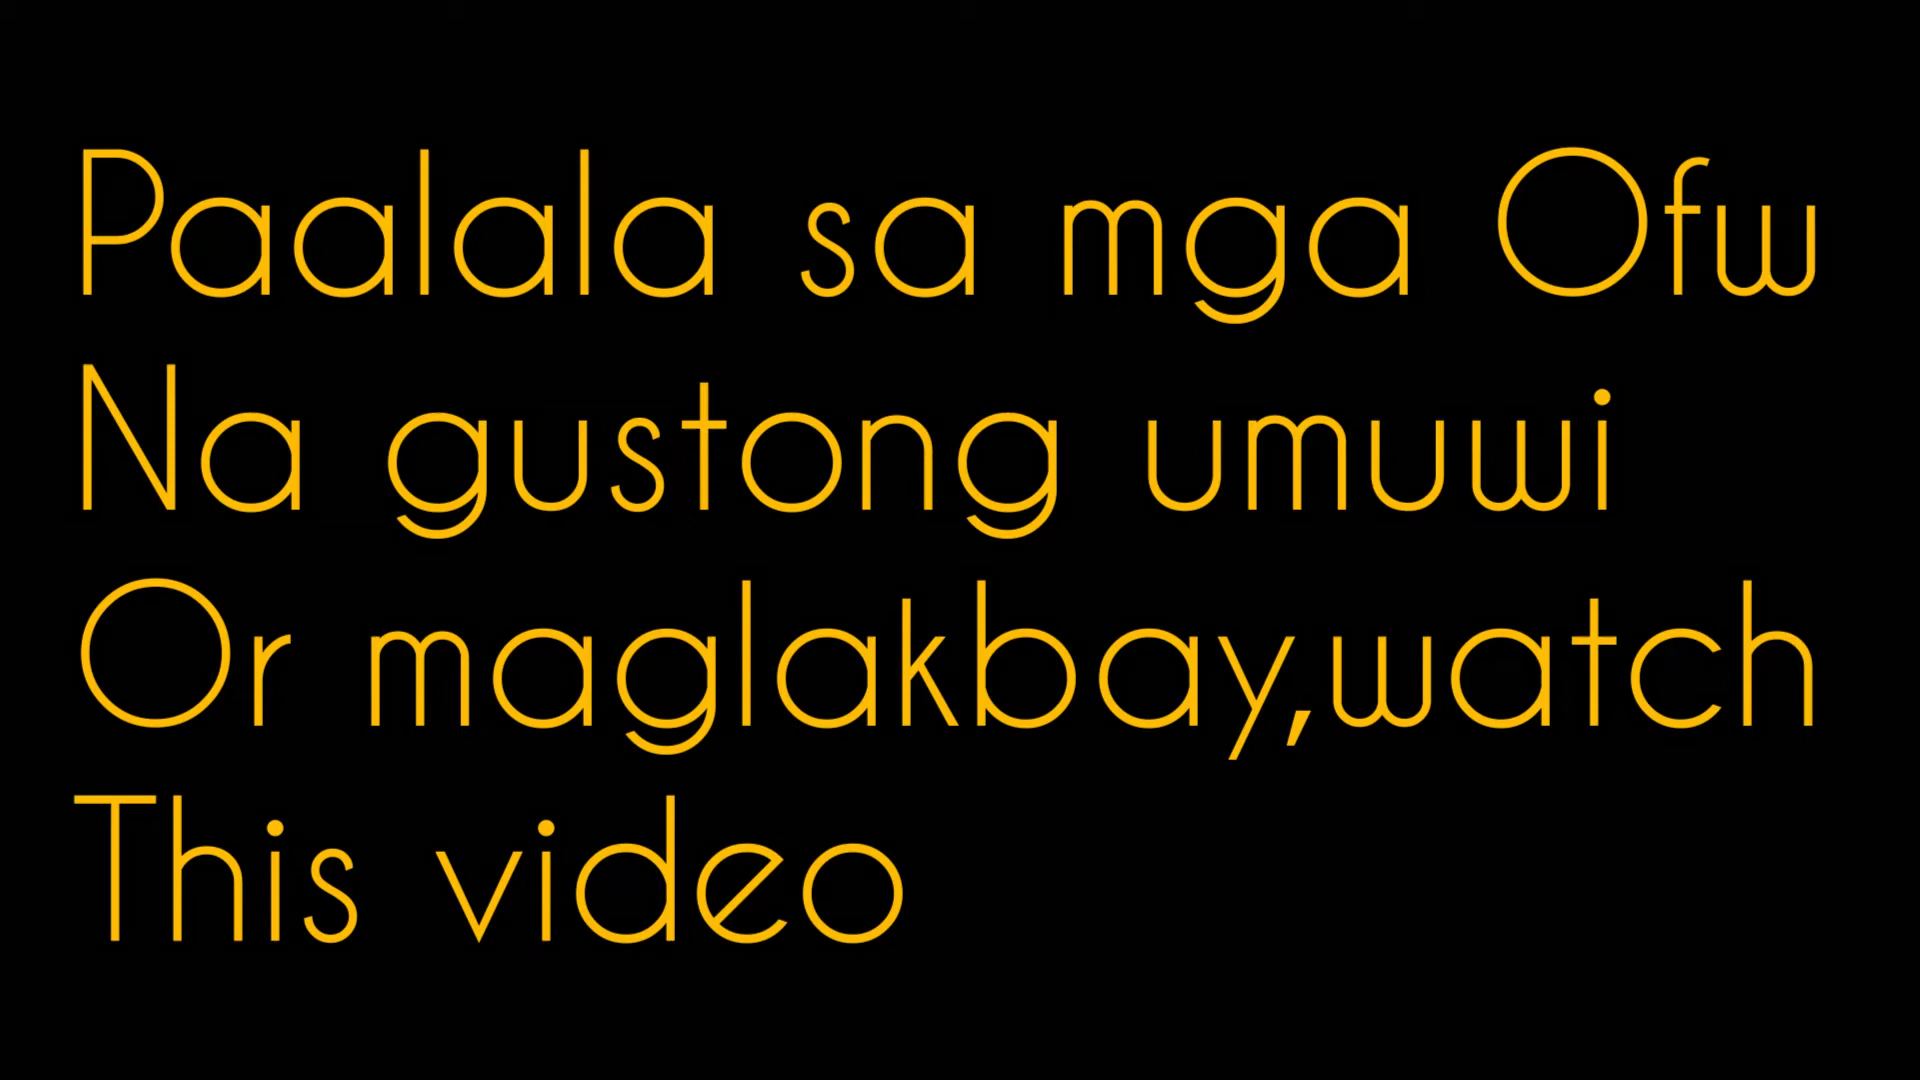 Paalala sa mga Ofw
Na gustong umuwi
Or maglakbay,watch
This video